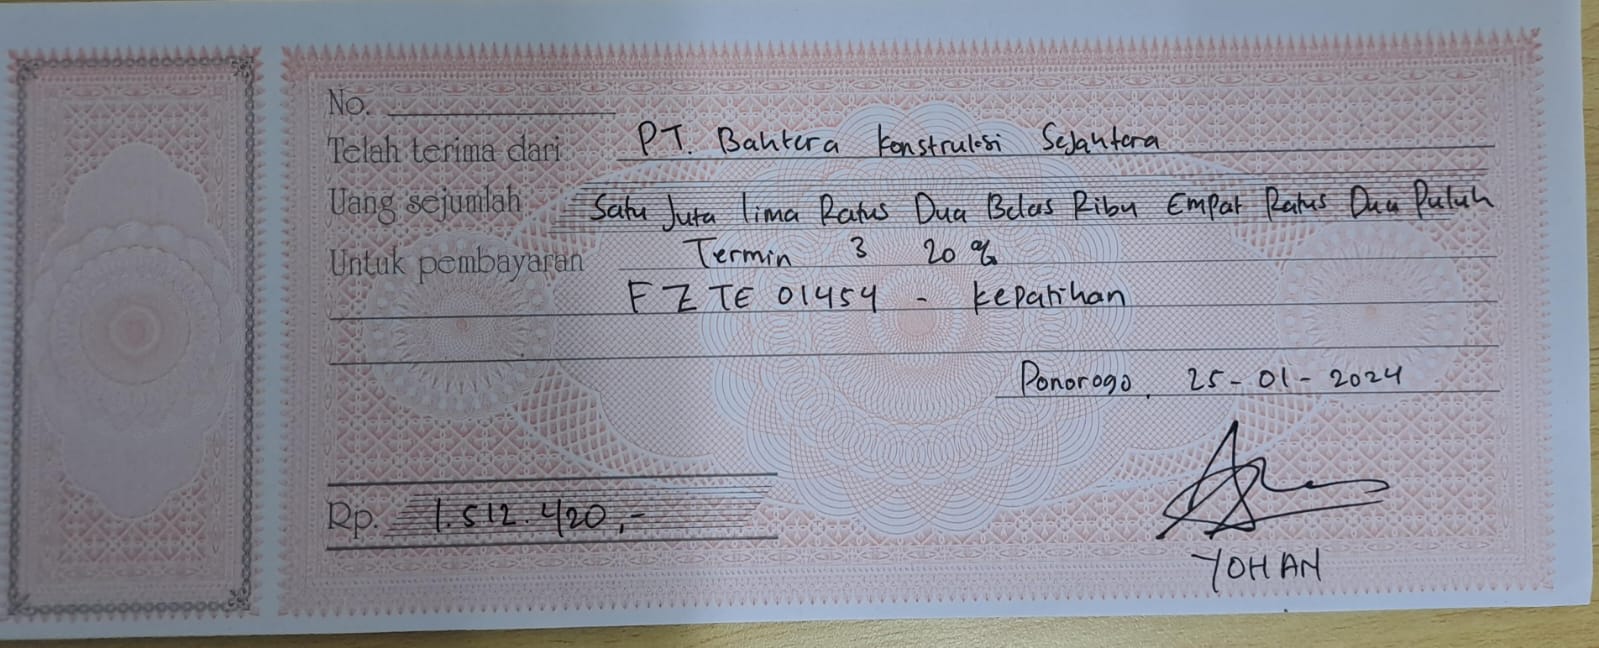 No.
Telah terima dari PT. Bahtera Konstruksi Sejahtera
Uang sejumlah Satu Juta lima Ratus Dua Belas Ribu Empat Ratus Dua Puluh
Untuk pembayaran Termin 3 20 %
FZTE 01454 - Kepatihan
Ponorogo, 25-01-2024
Rp. 1.512.420,-
YOHAN